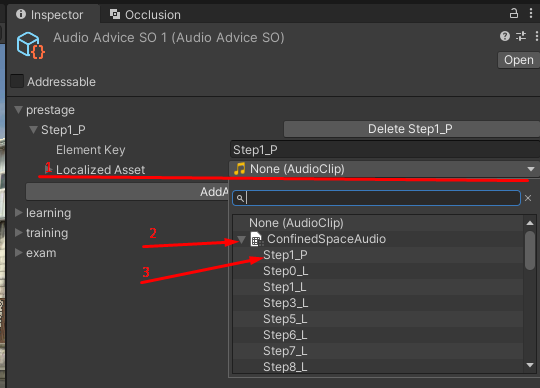 Inspector
Occlusion
Audio Advice SO 1 (Audio Advice SO)
Open
Addressable
prestage
Step1_P
Delete Step1_P
Element Key
Step1_P
1
Localized Asset
None (AudioClip)
AddA
learning
training
exam
None (AudioClip)
2
ConfinedSpaceAudio
3
Step1_P
Step0_L
Step1_L
Step3_L
Step5_L
Step6_L
Step7_L
Step8_L